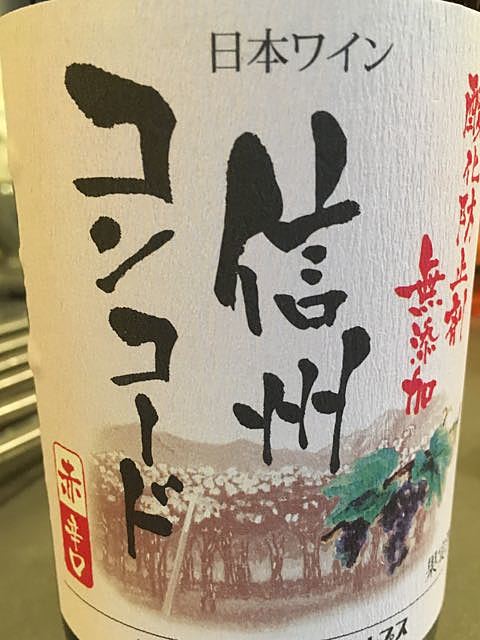 日本ワイン
酸化防止剤
無添加
信州
コンコード
赤
辛口